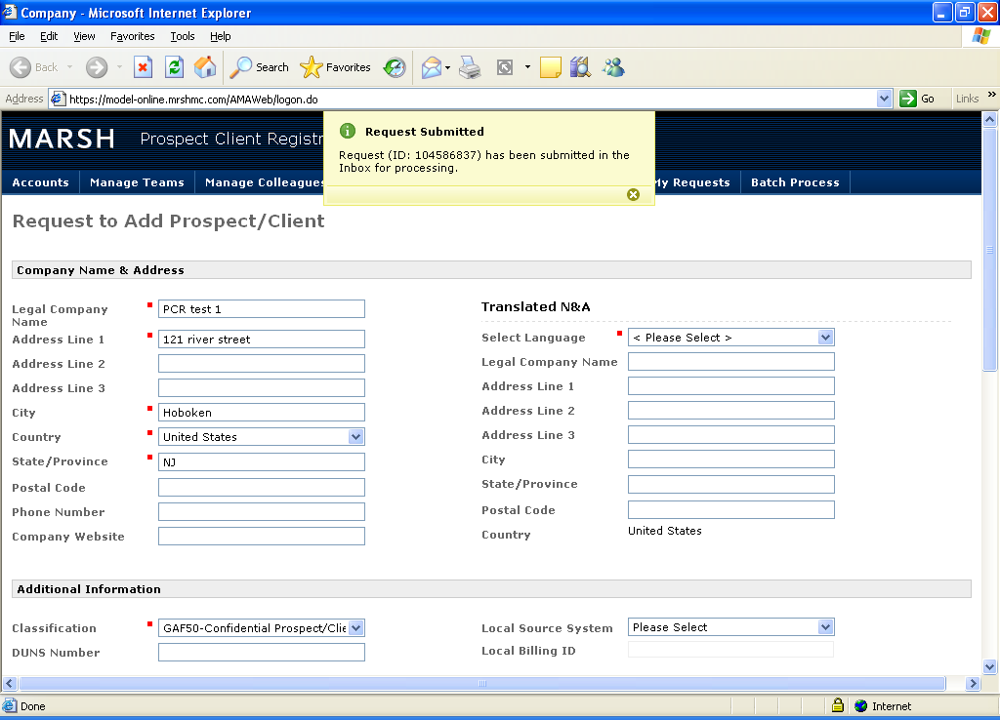 Company - Microsoft Internet Explorer
File Edit View Favorites Tools Help
Back Search Favorites
Address https://model-online.mrshmc.com/AMAWeb/logon.do Go Links »
MARSH Prospect Client Registr
Request Submitted
Request (ID: 104586837) has been submitted in the
Inbox for processing.
Accounts Manage Teams Manage Colleagues My Requests Batch Process
Request to Add Prospect/Client
Company Name & Address
Legal Company
Name
PCR test 1
Address Line 1 121 river street
Address Line 2
Address Line 3
City Hoboken
Country United States
State/Province NJ
Postal Code
Phone Number
Company Website
Translated N&A
Select Language < Please Select >
Legal Company Name
Address Line 1
Address Line 2
Address Line 3
City
State/Province
Postal Code
Country United States
Additional Information
Classification GAF50-Confidential Prospect/Clie
DUNS Number
Local Source System Please Select
Local Billing ID
Done Internet